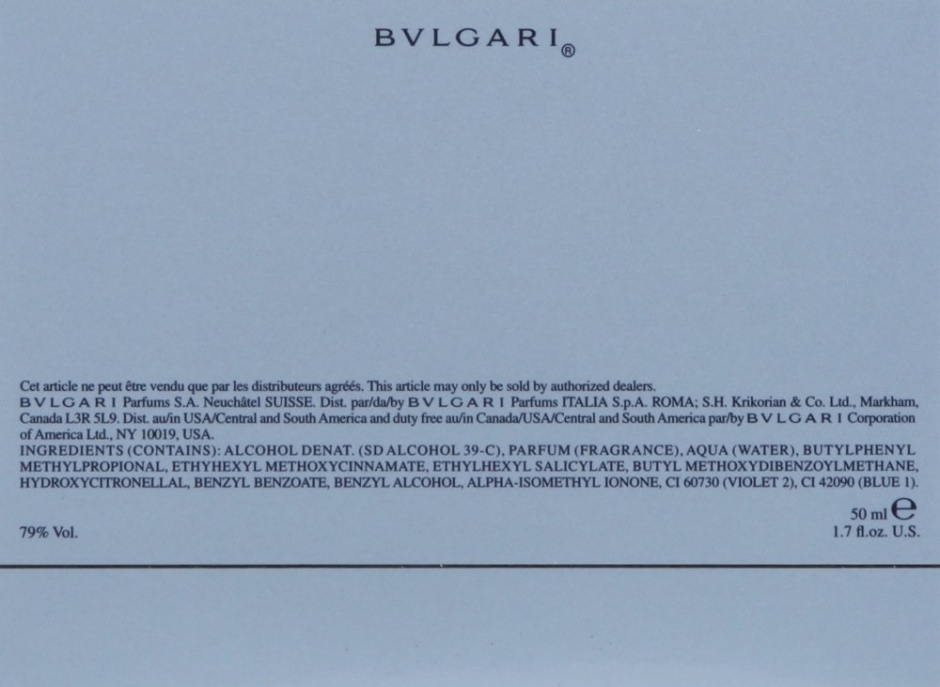 BVLGARI®
Cet article ne peut être vendu que par les distributeurs agréés. This article may only be sold by authorized dealers.
BVLGARI Parfums S.A. Neuchâtel SUISSE. Dist. par/da/by BVLGARI Parfums ITALIA S.p.A. ROMA; S.H. Krikorian & Co. Ltd., Markham,
Canada L3R 5L9. Dist. au/in USA/Central and South America and duty free au/in Canada/USA/Central and South America par/by BVLGARI Corporation
of America Ltd., NY 10019, USA.
INGREDIENTS (CONTAINS): ALCOHOL DENAT. (SD ALCOHOL 39-C), PARFUM (FRAGRANCE), AQUA (WATER), BUTYLPHENYL
METHYLPROPIONAL, ETHYHEXYL METHOXYCINNAMATE, ETHYLHEXYL SALICYLATE, BUTYL METHOXYDIBENZOYLMETHANE,
HYDROXYCITRONELLAL, BENZYL BENZOATE, BENZYL ALCOHOL, ALPHA-ISOMETHYL IONONE, CI 60730 (VIOLET 2), CI 42090 (BLUE 1).
50 ml ℮
79% Vol.
1.7 fl.oz. U.S.